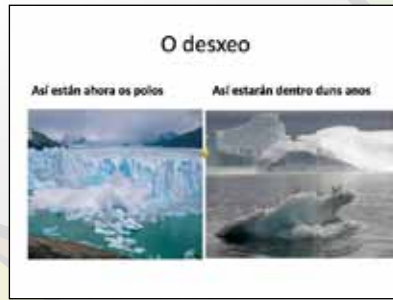 O desxeo
Así están ahora os polos
Así estarán dentro duns anos